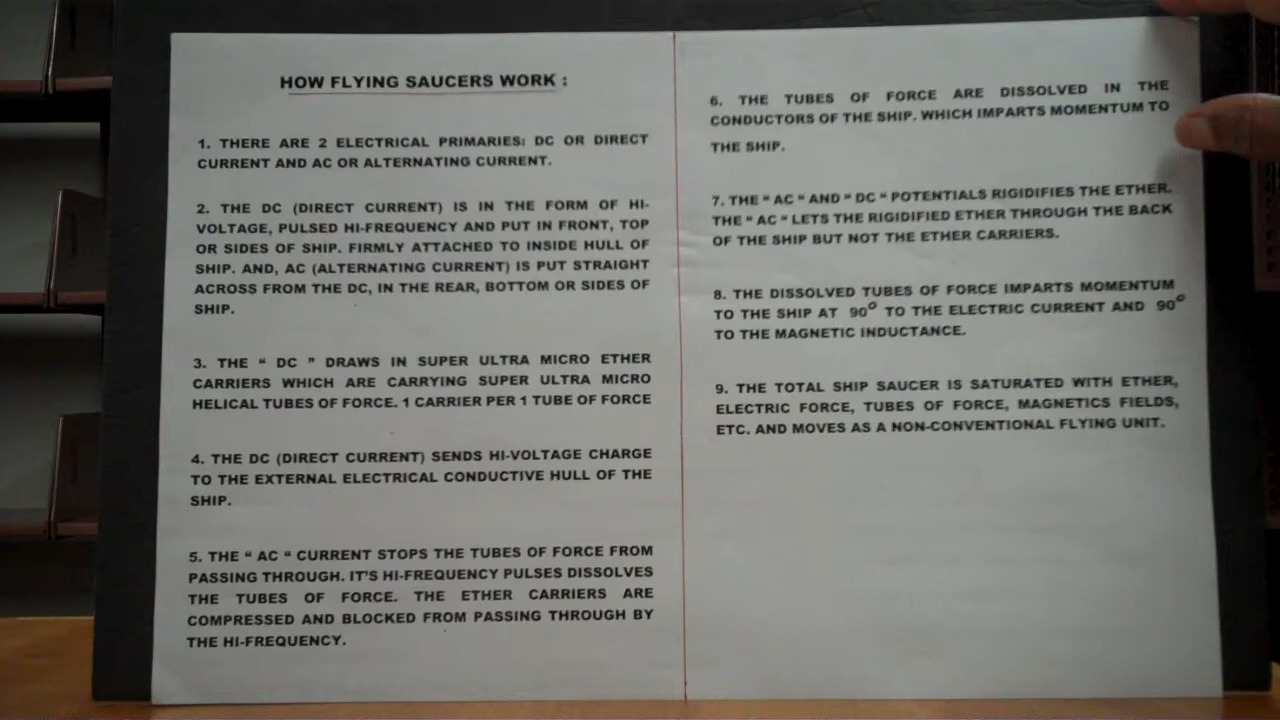 HOW FLYING SAUCERS WORK :
1. THERE ARE 2 ELECTRICAL PRIMARIES: DC OR DIRECT
CURRENT AND AC OR ALTERNATING CURRENT.
2. THE DC (DIRECT CURRENT) IS IN THE FORM OF HI-
VOLTAGE, PULSED HI-FREQUENCY AND PUT IN FRONT, TOP
OR SIDES OF SHIP. FIRMLY ATTACHED TO INSIDE HULL OF
SHIP. AND, AC (ALTERNATING CURRENT) IS PUT STRAIGHT
ACROSS FROM THE DC, IN THE REAR, BOTTOM OR SIDES OF
SHIP.
3. THE “ DC ” DRAWS IN SUPER ULTRA MICRO ETHER
CARRIERS WHICH ARE CARRYING SUPER ULTRA MICRO
HELICAL TUBES OF FORCE. 1 CARRIER PER 1 TUBE OF FORCE
4. THE DC (DIRECT CURRENT) SENDS HI-VOLTAGE CHARGE
TO THE EXTERNAL ELECTRICAL CONDUCTIVE HULL OF THE
SHIP.
5. THE “ AC “ CURRENT STOPS THE TUBES OF FORCE FROM
PASSING THROUGH. IT'S HI-FREQUENCY PULSES DISSOLVES
THE TUBES OF FORCE. THE ETHER CARRIERS ARE
COMPRESSED AND BLOCKED FROM PASSING THROUGH BY
THE HI-FREQUENCY.
6. THE TUBES OF FORCE ARE DISSOLVED IN THE
CONDUCTORS OF THE SHIP. WHICH IMPARTS MOMENTUM TO
THE SHIP.
7. THE “ AC “ AND “ DC “ POTENTIALS RIGIDIFIES THE ETHER.
THE “ AC “ LETS THE RIGIDIFIED ETHER THROUGH THE BACK
OF THE SHIP BUT NOT THE ETHER CARRIERS.
8. THE DISSOLVED TUBES OF FORCE IMPARTS MOMENTUM
TO THE SHIP AT 90° TO THE ELECTRIC CURRENT AND 90°
TO THE MAGNETIC INDUCTANCE.
9. THE TOTAL SHIP SAUCER IS SATURATED WITH ETHER,
ELECTRIC FORCE, TUBES OF FORCE, MAGNETICS FIELDS,
ETC. AND MOVES AS A NON-CONVENTIONAL FLYING UNIT.